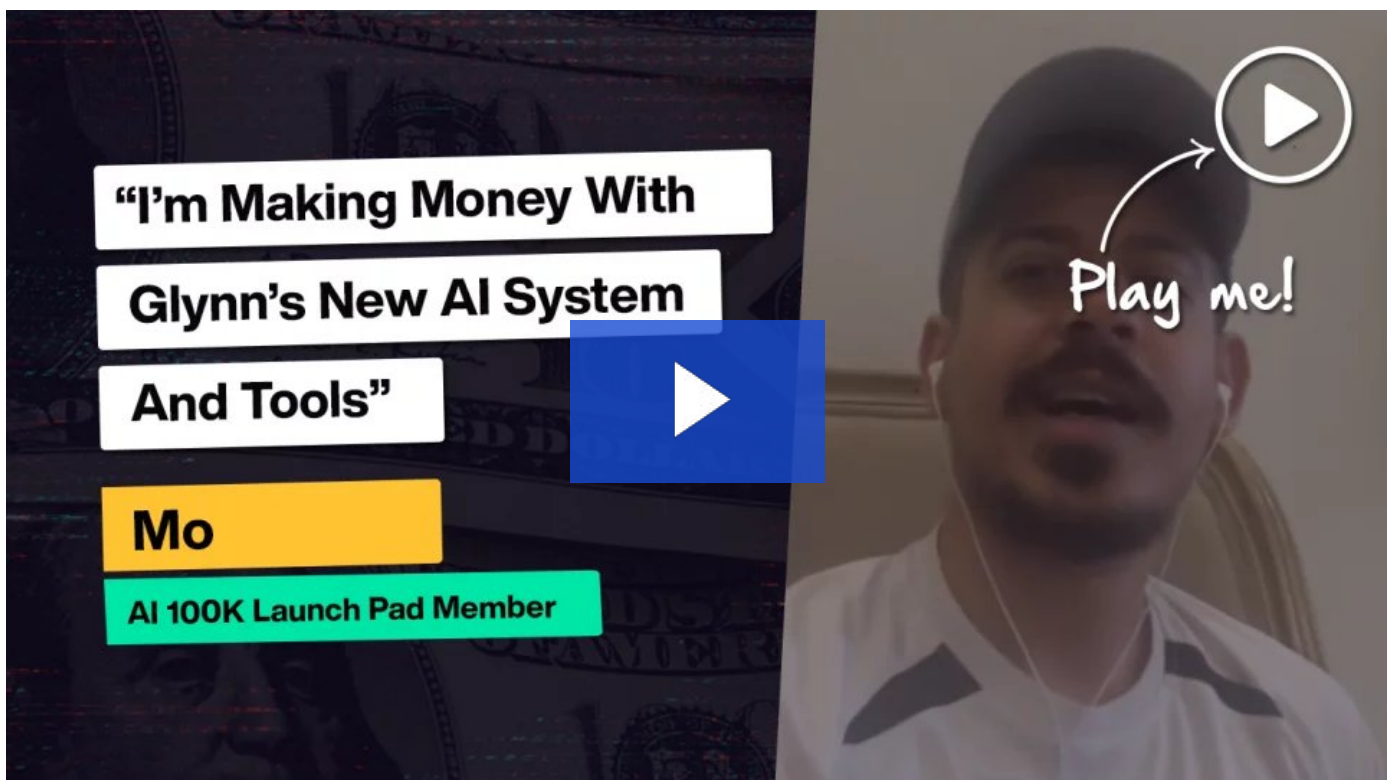 “I’m Making Money With
Glynn’s New AI System
And Tools”
Mo
AI 100K Launch Pad Member
Play me!